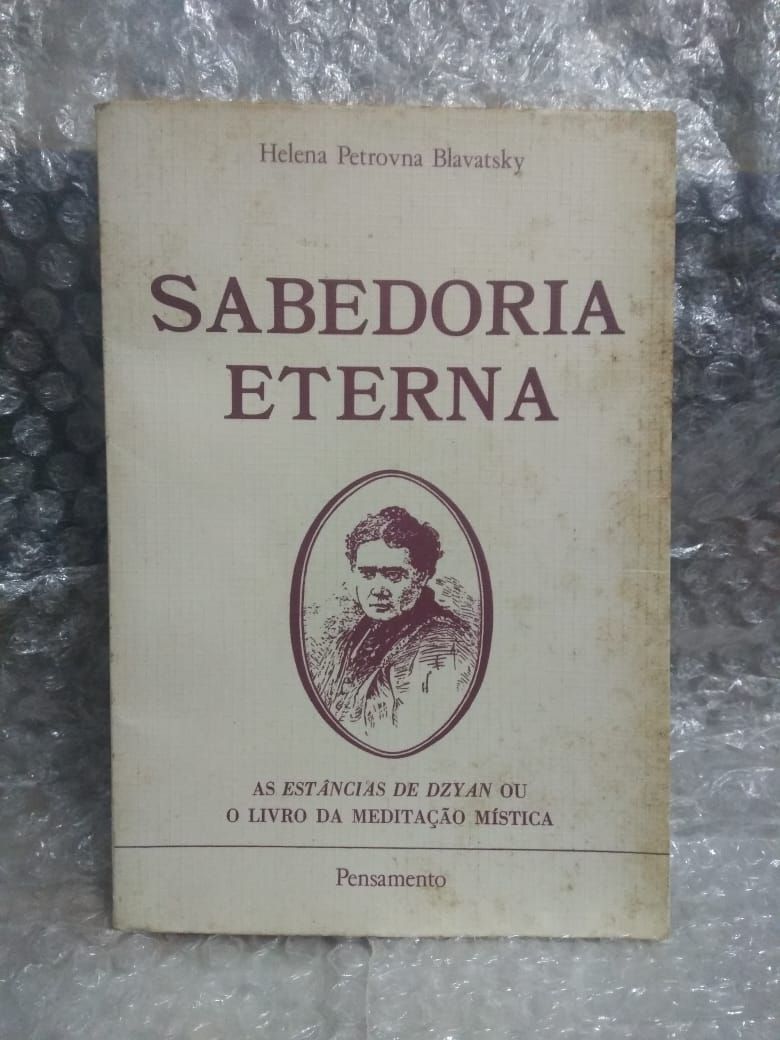 Helena Petrovna Blavatsky
SABEDORIA
ETERNA
AS ESTÂNCIAS DE DZYAN OU
O LIVRO DA MEDITAÇÃO MÍSTICA
Pensamento